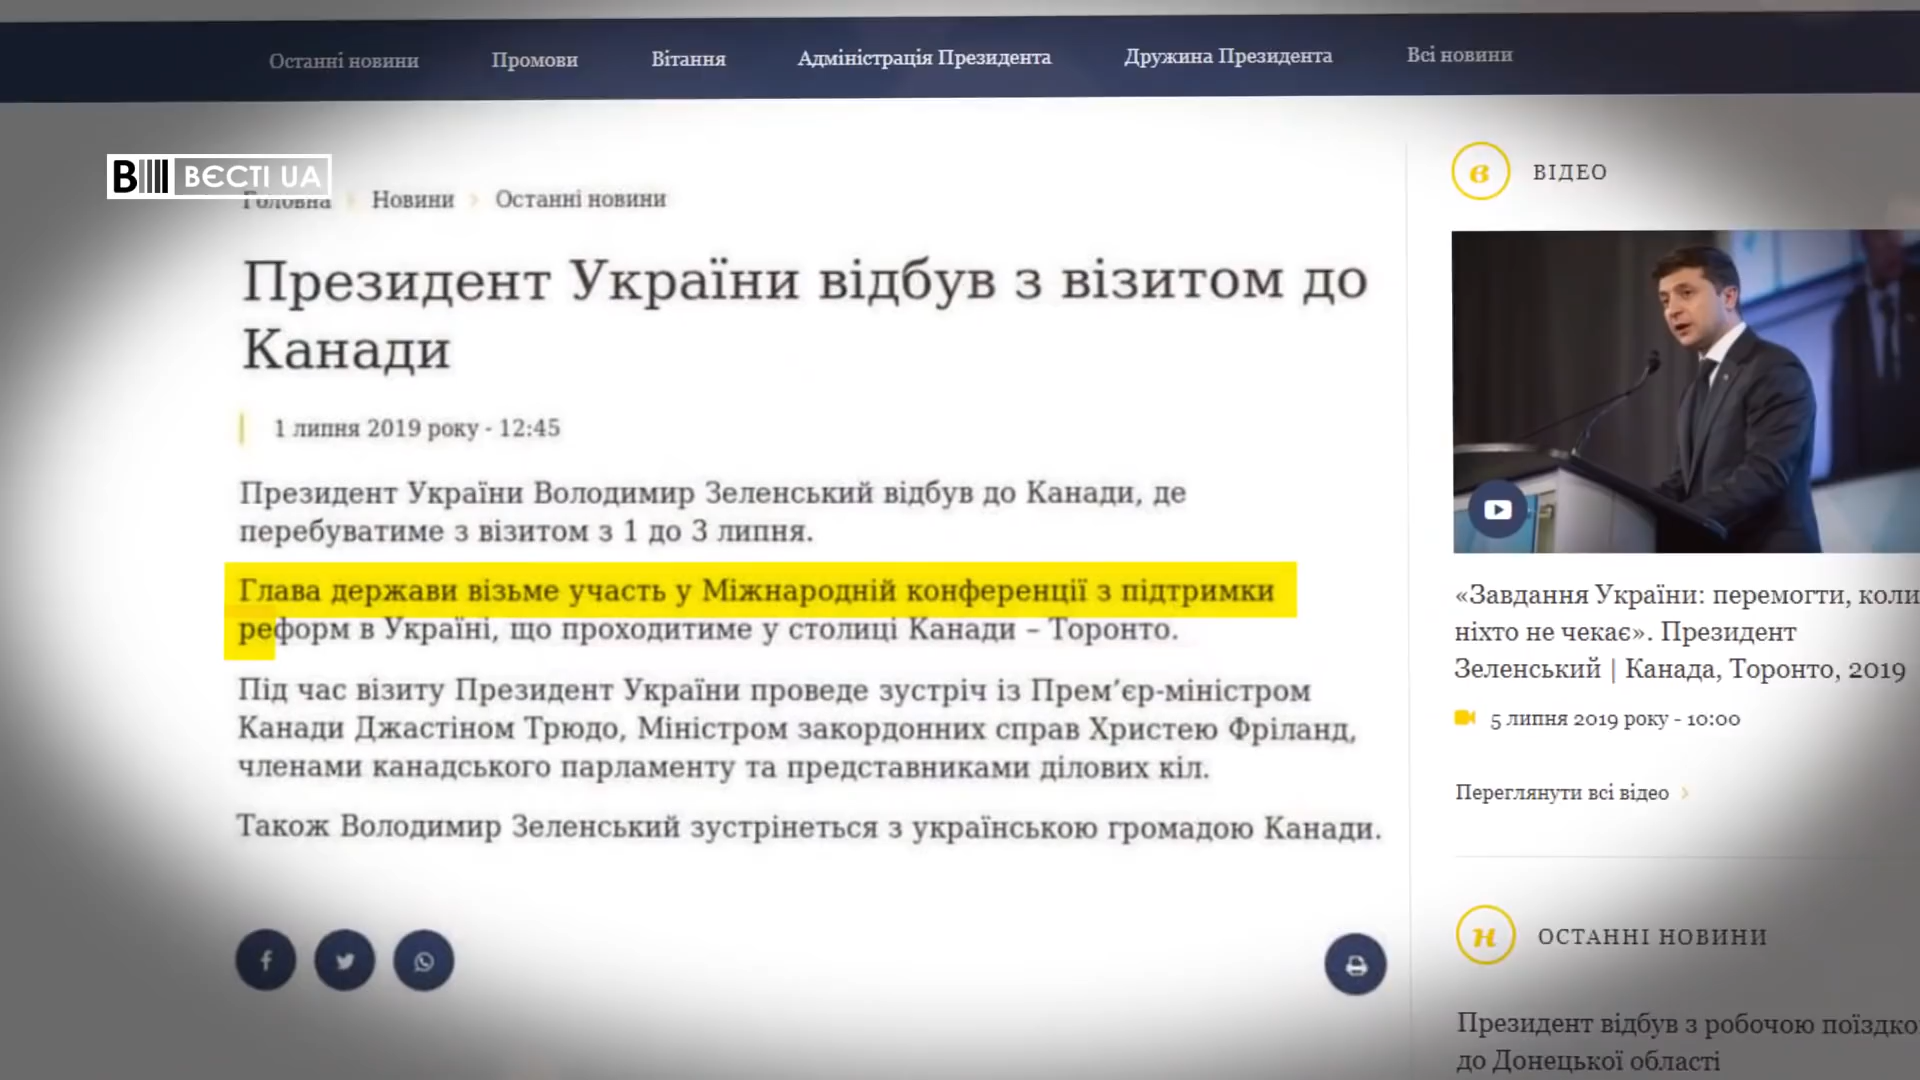 Останні новини Промови Вітання Адміністрація Президента Дружина Президента Всі новини
В ВЄСТІ UA
Головна Новини Останні новини
Президент України відбув з візитом до
Канади
1 липня 2019 року - 12:45
Президент України Володимир Зеленський відбув до Канади, де
перебуватиме з візитом з 1 до 3 липня.
Глава держави візьме участь у Міжнародній конференції з підтримки
реформ в Україні, що проходитиме у столиці Канади – Торонто.
Під час візиту Президент України проведе зустріч із Прем’єр-міністром
Канади Джастіном Трюдо, Міністром закордонних справ Христею Фріланд,
членами канадського парламенту та представниками ділових кіл.
Також Володимир Зеленський зустрінеться з українською громадою Канади.
в ВІДЕО
«Завдання України: перемогти, коли
ніхто не чекає». Президент
Зеленський | Канада, Торонто, 2019
5 липня 2019 року - 10:00
Переглянути всі відео
н ОСТАННІ НОВИНИ
Президент відбув з робочою поїздко
до Донецької області